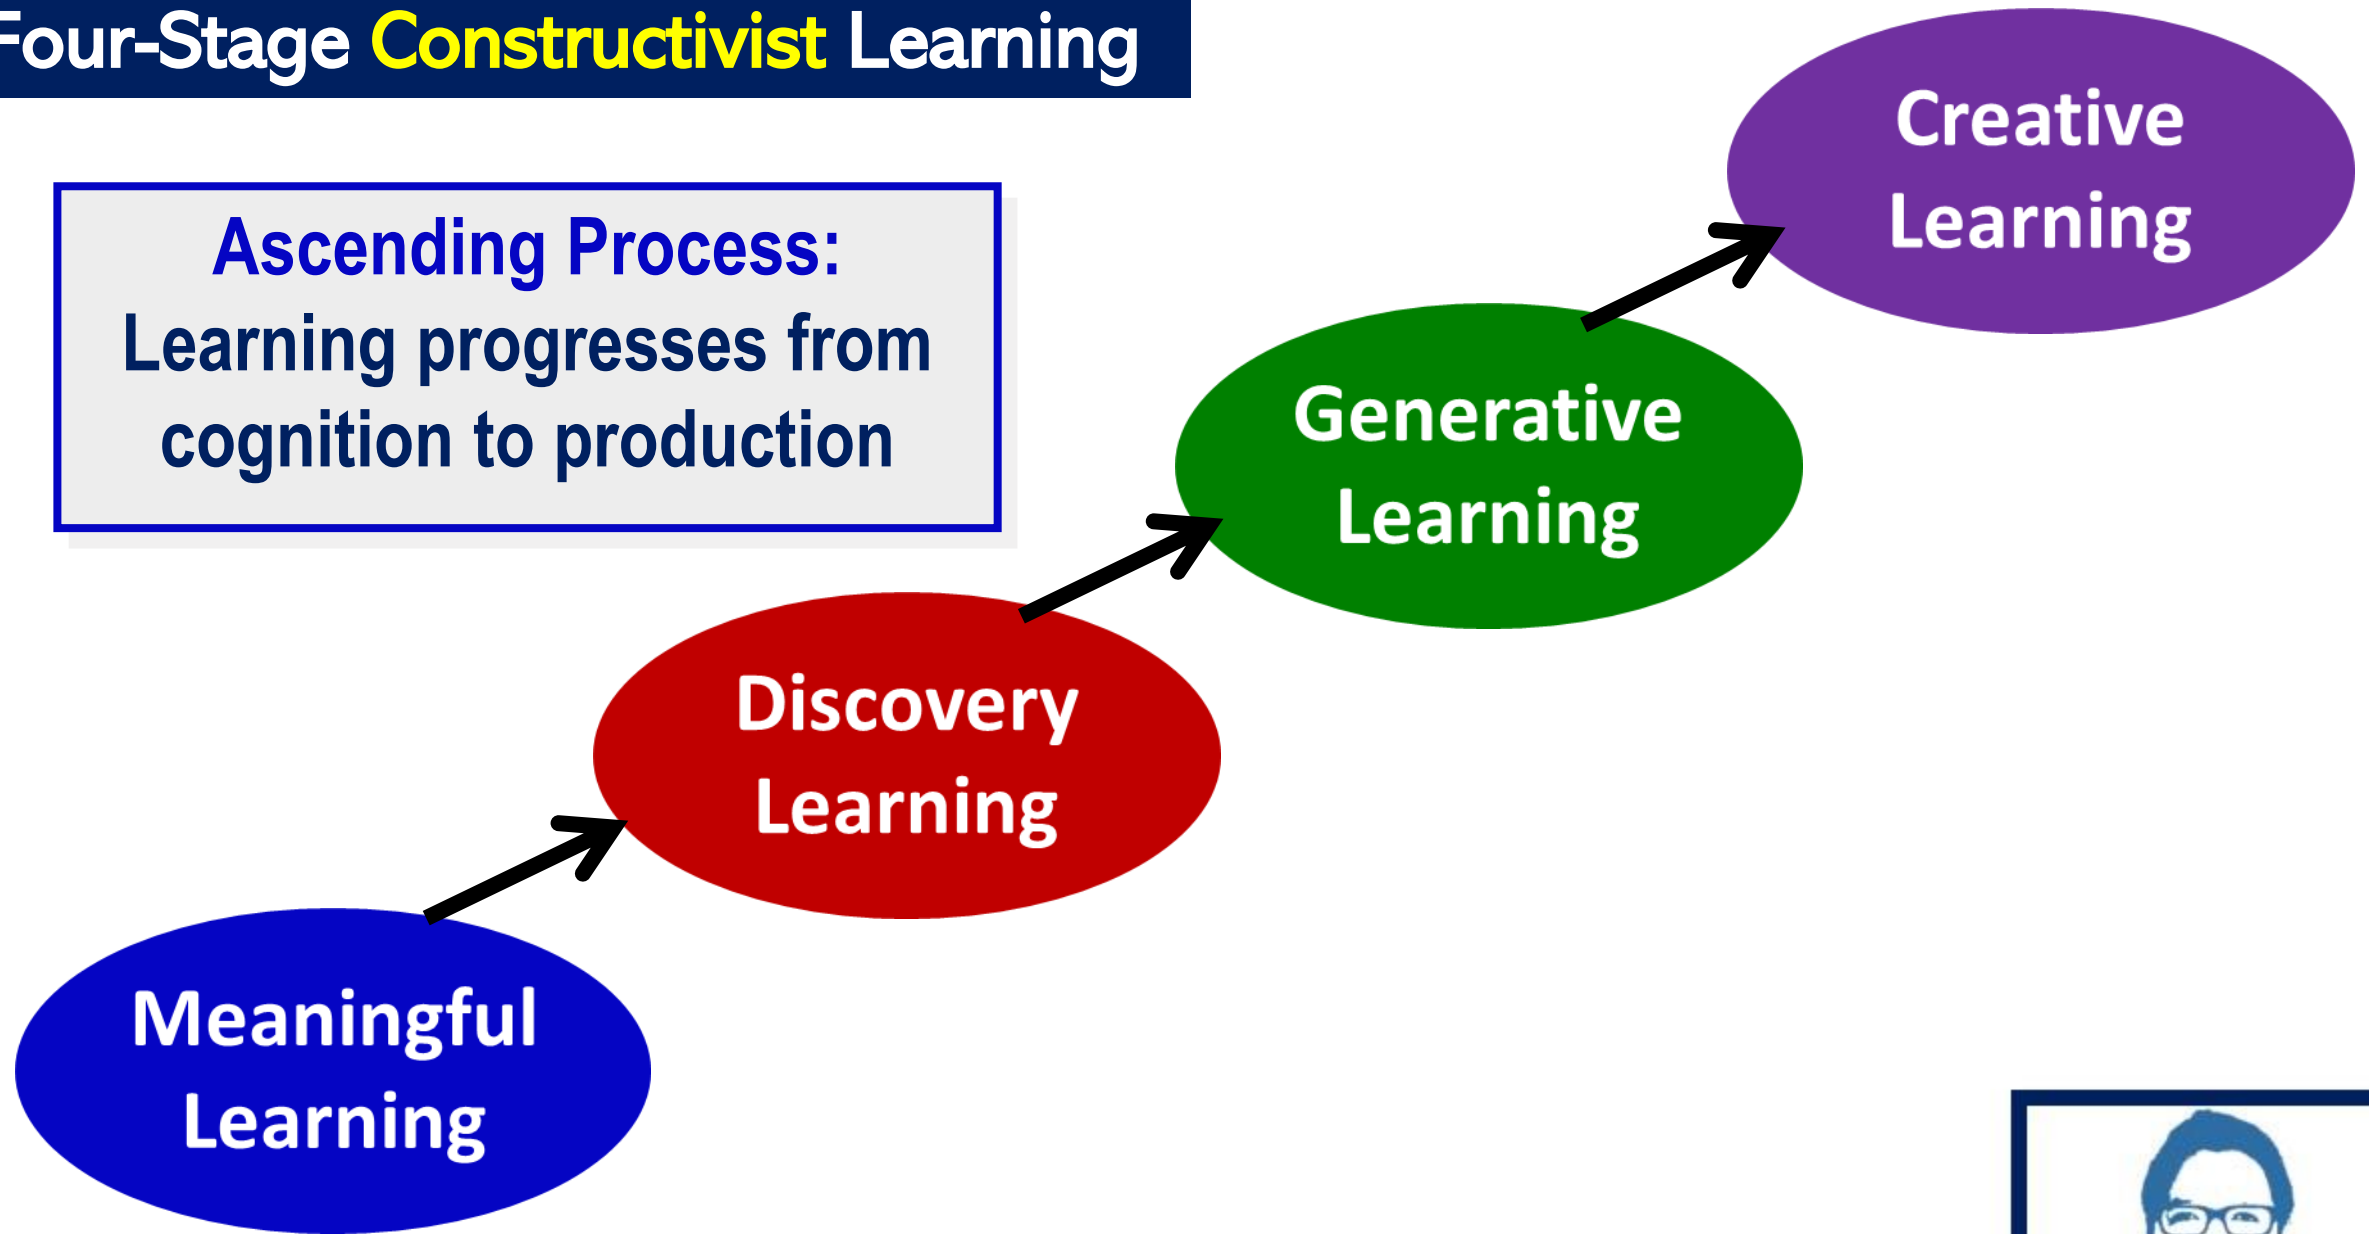 Four-Stage Constructivist Learning
Ascending Process:
Learning progresses from
cognition to production
Creative
Learning
Generative
Learning
Discovery
Learning
Meaningful
Learning